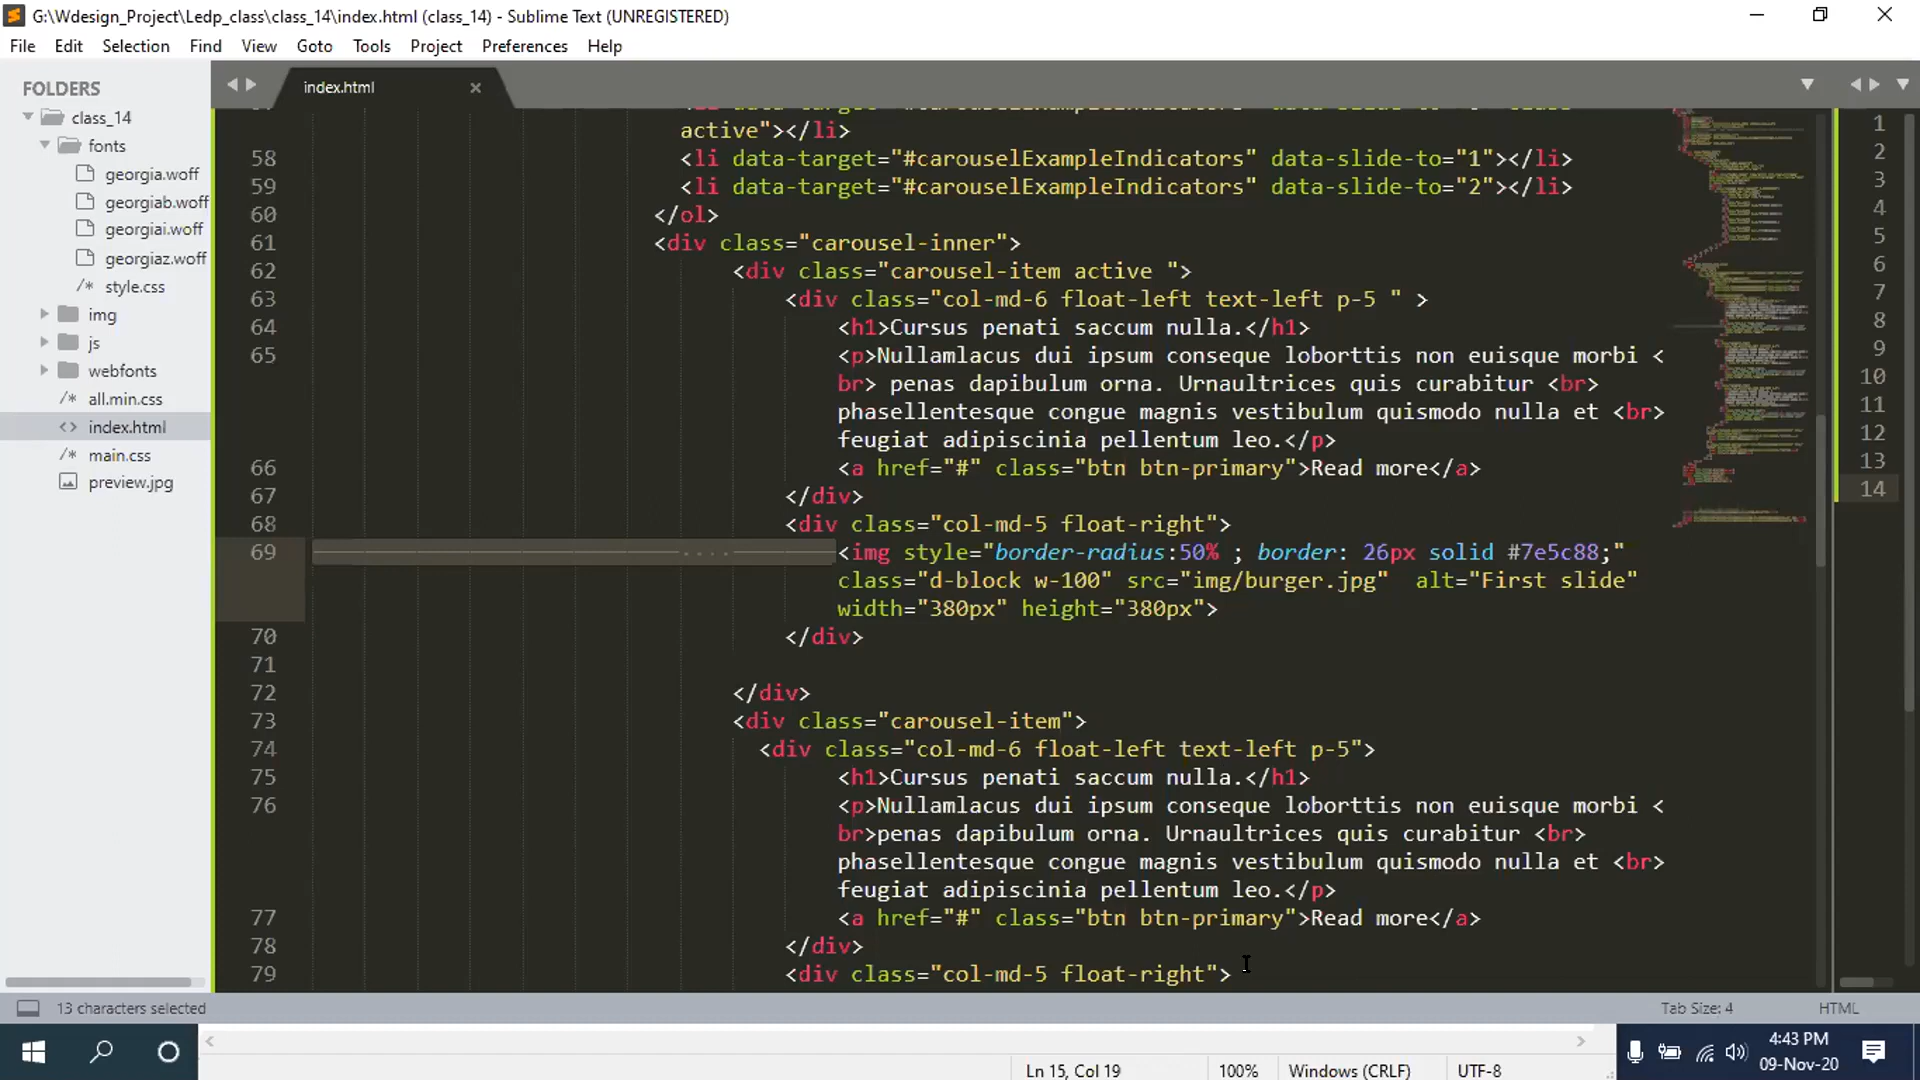 G:\Wdesign_Project\Ledp_class\class_14\index.html (class_14) - Sublime Text (UNREGISTERED)
File Edit Selection Find View Goto Tools Project Preferences Help
FOLDERS
class_14
fonts
georgia.woff
georgiab.woff
georgiai.woff
georgiaz.woff
/* style.css
img
js
webfonts
/* all.min.css
<> index.html
/* main.css
preview.jpg
index.html
active"></li>
58 <li data-target="#carouselExampleIndicators" data-slide-to="1"></li>
59 <li data-target="#carouselExampleIndicators" data-slide-to="2"></li>
60 </ol>
61 <div class="carousel-inner">
62 <div class="carousel-item active ">
63 <div class="col-md-6 float-left text-left p-5 " >
64 <h1>Cursus penati saccum nulla.</h1>
65 <p>Nullamlacus dui ipsum conseque loborttis non euisque morbi <
br> penas dapibulum orna. Urnaultrices quis curabitur <br>
phasellentesque congue magnis vestibulum quismodo nulla et <br>
feugiat adipiscinia pellentum leo.</p>
66 <a href="#" class="btn btn-primary">Read more</a>
67 </div>
68 <div class="col-md-5 float-right">
69 <img style="border-radius:50% ; border: 26px solid #7e5c88;"
class="d-block w-100" src="img/burger.jpg"  alt="First slide"
width="380px" height="380px">
70 </div>
71
72 </div>
73 <div class="carousel-item">
74 <div class="col-md-6 float-left text-left p-5">
75 <h1>Cursus penati saccum nulla.</h1>
76 <p>Nullamlacus dui ipsum conseque loborttis non euisque morbi <
br>penas dapibulum orna. Urnaultrices quis curabitur <br>
phasellentesque congue magnis vestibulum quismodo nulla et <br>
feugiat adipiscinia pellentum leo.</p>
77 <a href="#" class="btn btn-primary">Read more</a>
78 </div>
79 <div class="col-md-5 float-right">
1
2
3
4
5
6
7
8
9
10
11
12
13
14
13 characters selected
Tab Size: 4
HTML
Ln 15, Col 19
100%
Windows (CRLF)
UTF-8
4:43 PM
09-Nov-20